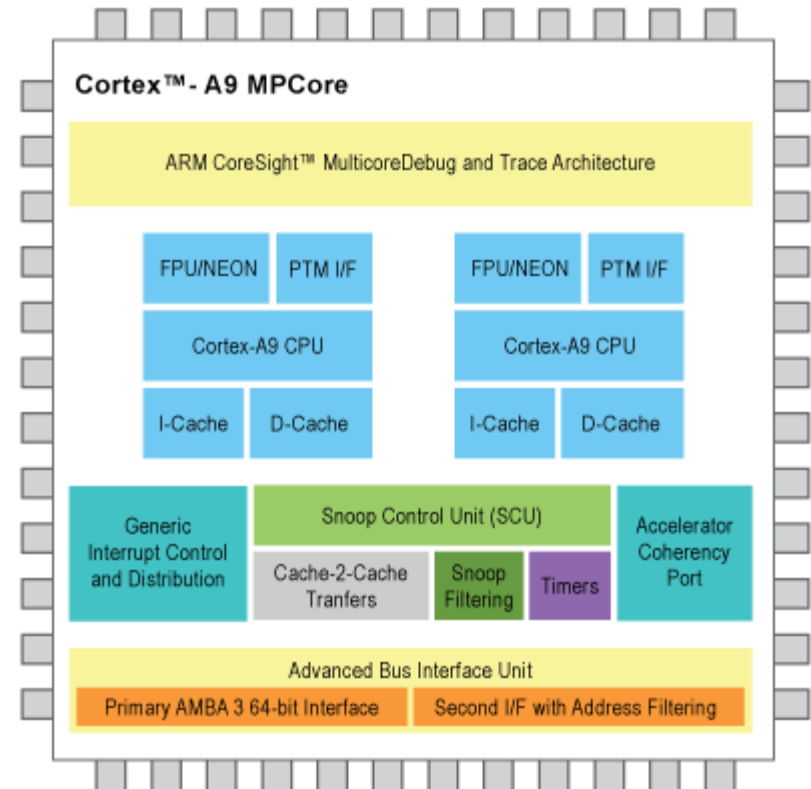 Cortex™- A9 MPCore
ARM CoreSight™ MulticoreDebug and Trace Architecture
FPU/NEON
PTM I/F
FPU/NEON
PTM I/F
Cortex-A9 CPU
Cortex-A9 CPU
I-Cache
D-Cache
I-Cache
D-Cache
Generic
Interrupt Control
and Distribution
Snoop Control Unit (SCU)
Cache-2-Cache
Tranfers
Snoop
Filtering
Timers
Accelerator
Coherency
Port
Advanced Bus Interface Unit
Primary AMBA 3 64-bit Interface
Second I/F with Address Filtering